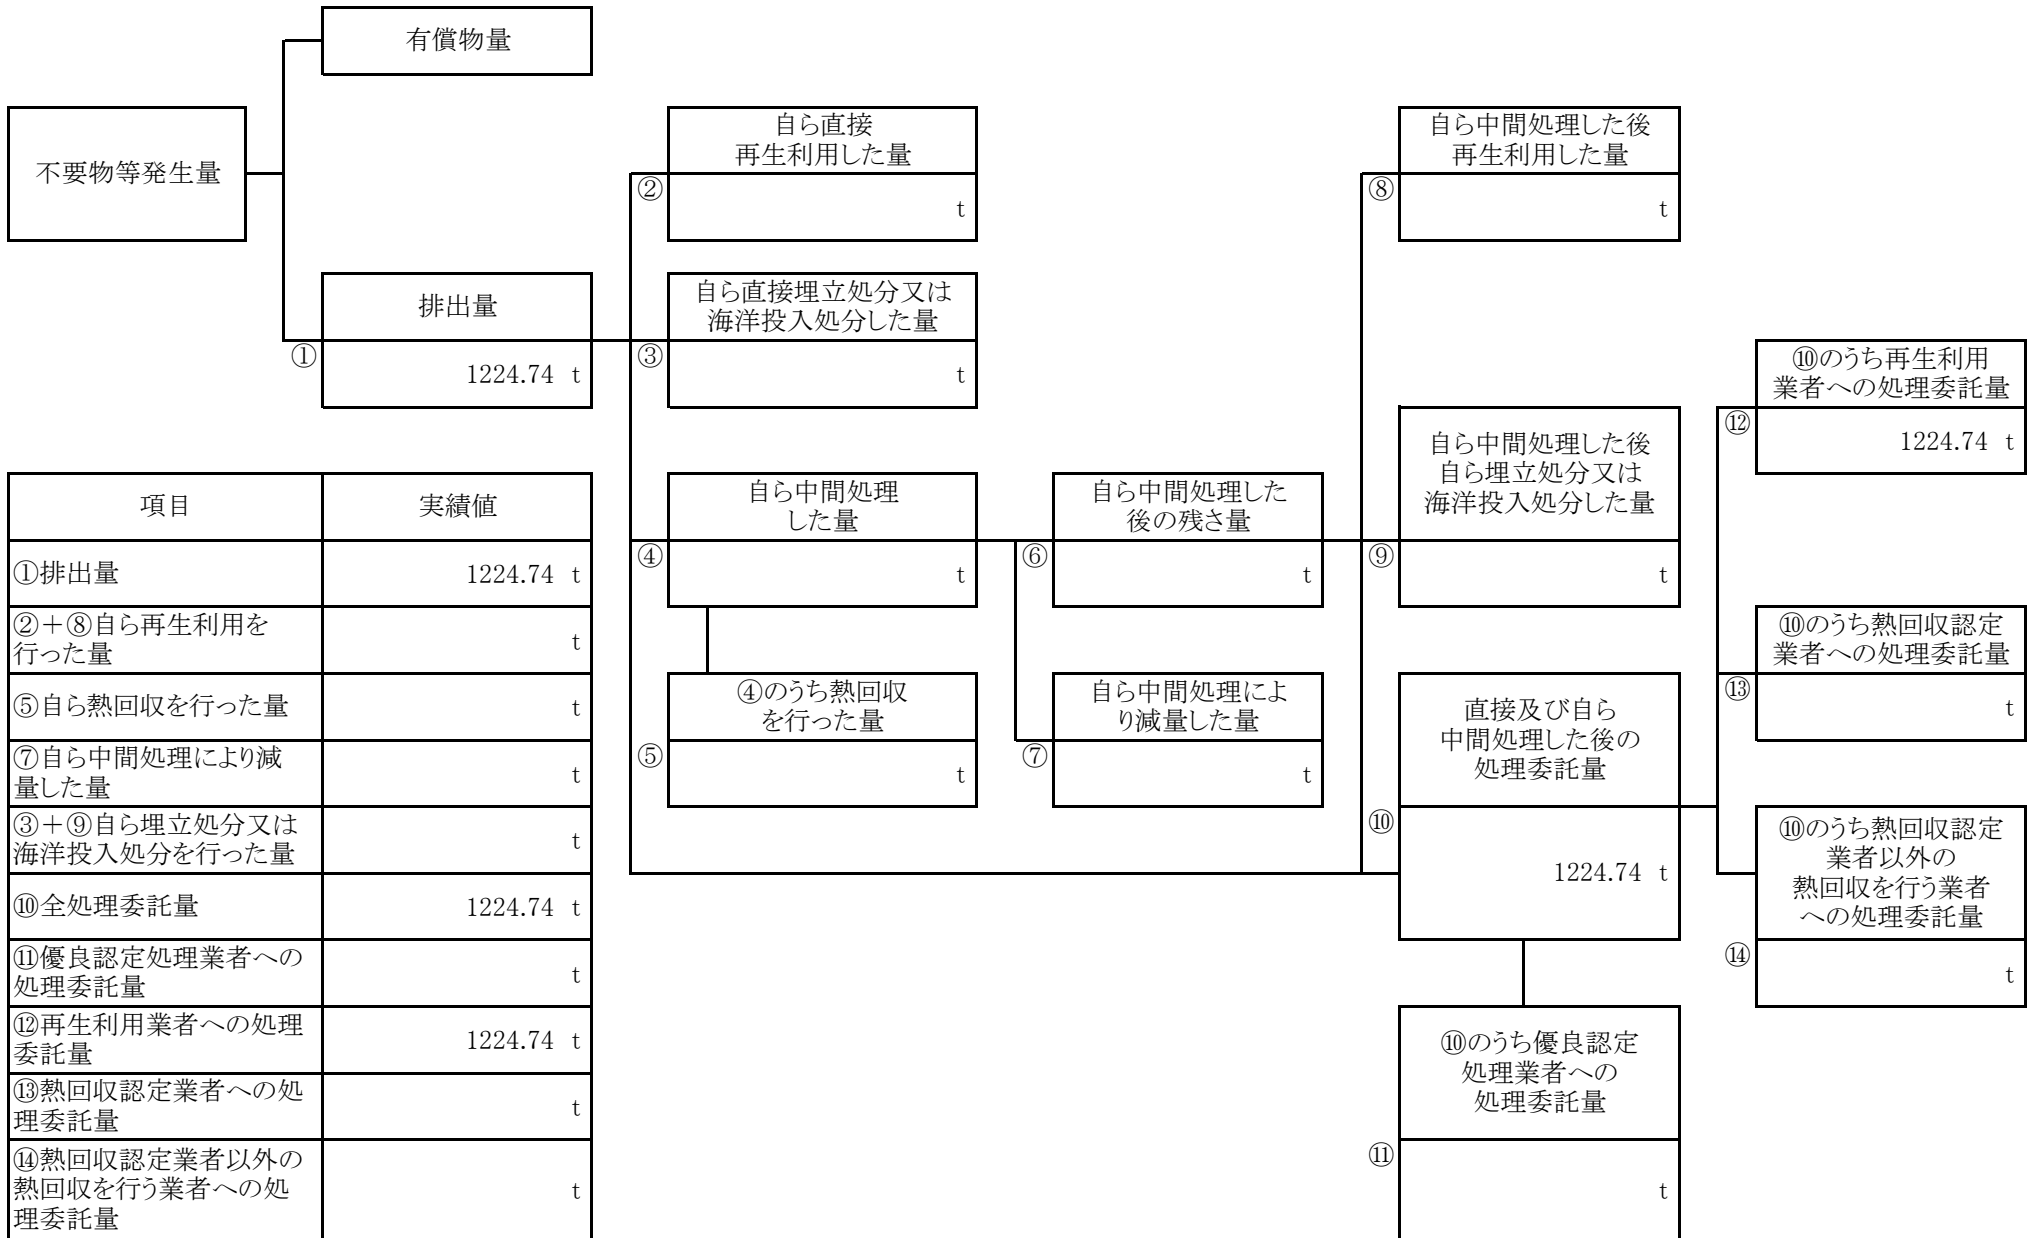 有償物量
不要物等発生量
自ら直接
再生利用した量
②
t
自ら中間処理した後
再生利用した量
⑧
t
排出量
①
1224.74 t
自ら直接埋立処分又は
海洋投入処分した量
③
t
⑩のうち再生利用
業者への処理委託量
⑫
1224.74 t
自ら中間処理した後
自ら埋立処分又は
海洋投入処分した量
⑨
t
自ら中間処理
した量
④
t
自ら中間処理した
後の残さ量
⑥
t
⑩のうち熱回収認定
業者への処理委託量
⑬
t
④のうち熱回収
を行った量
⑤
t
自ら中間処理によ
り減量した量
⑦
t
直接及び自ら
中間処理した後の
処理委託量
⑩
1224.74 t
⑩のうち熱回収認定
業者以外の
熱回収を行う業者
への処理委託量
⑭
t
⑩のうち優良認定
処理業者への
処理委託量
⑪
t
項目 実績値
①排出量 1224.74 t
②+⑧自ら再生利用を
行った量 t
⑤自ら熱回収を行った量 t
⑦自ら中間処理により減
量した量 t
③+⑨自ら埋立処分又は
海洋投入処分を行った量 t
⑩全処理委託量 1224.74 t
⑪優良認定処理業者への
処理委託量 t
⑫再生利用業者への処理
委託量 1224.74 t
⑬熱回収認定業者への処
理委託量 t
⑭熱回収認定業者以外の
熱回収を行う業者への処
理委託量 t